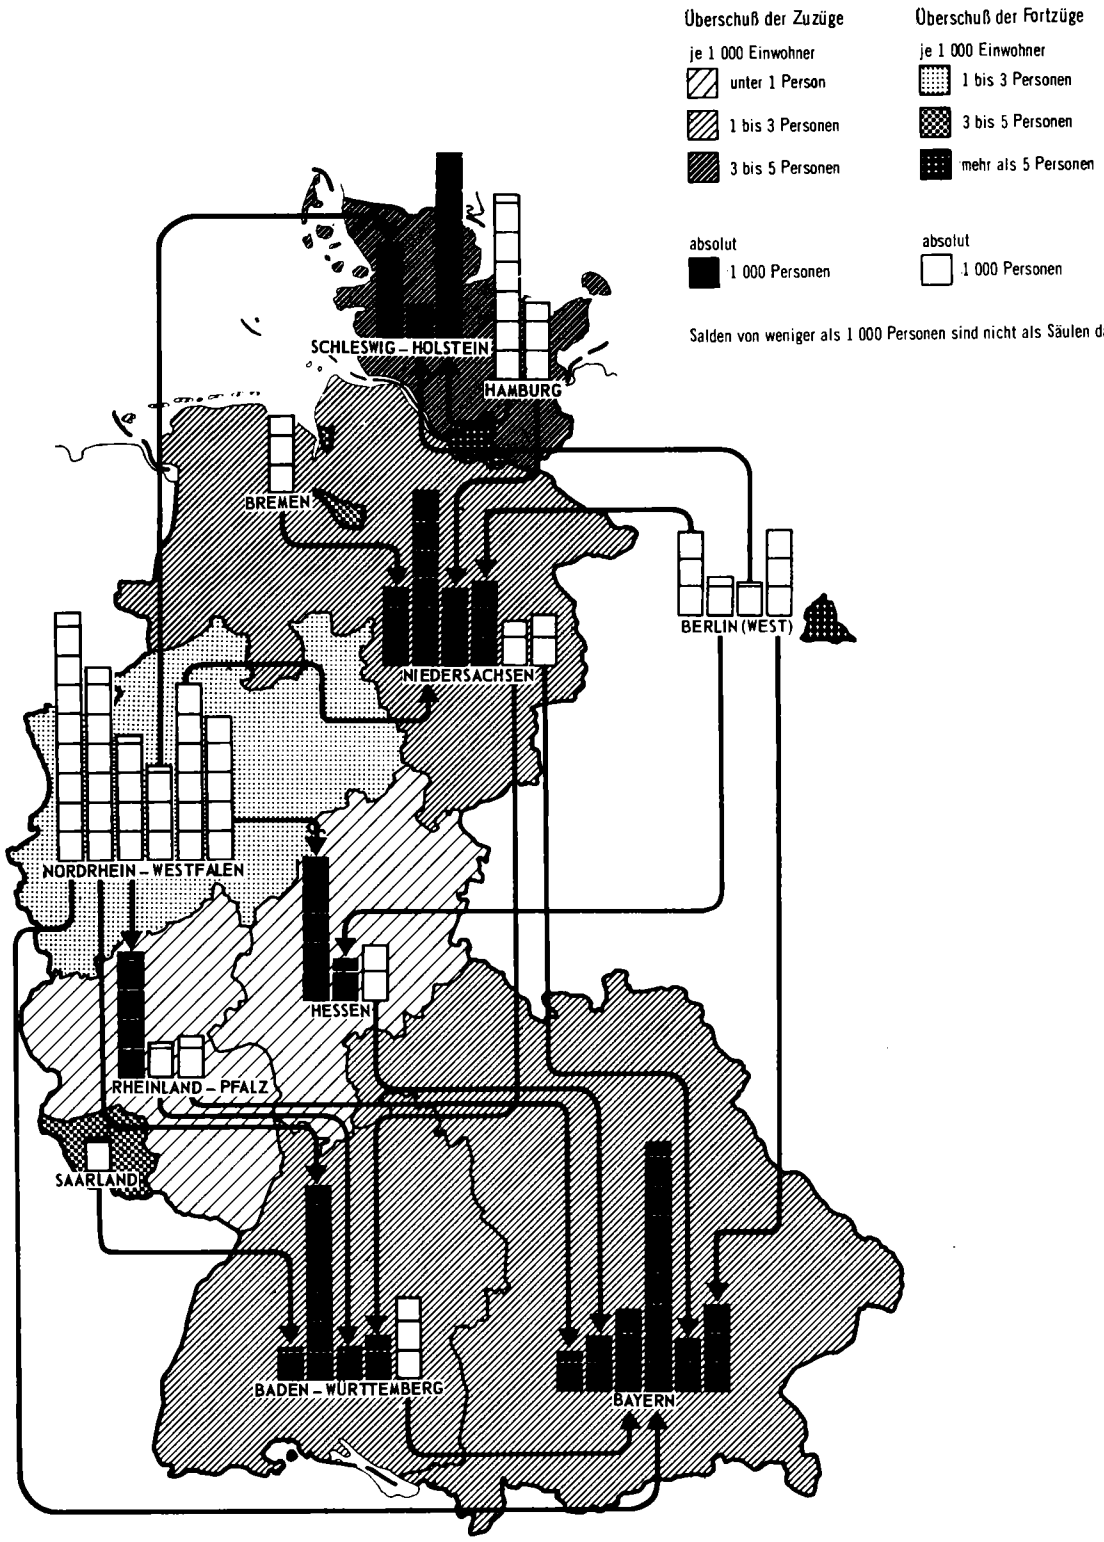 Überschuß der Zuzüge
je 1 000 Einwohner
unter 1 Person
1 bis 3 Personen
3 bis 5 Personen
absolut
1 000 Personen
Überschuß der Fortzüge
je 1 000 Einwohner
1 bis 3 Personen
3 bis 5 Personen
mehr als 5 Personen
absolut
1 000 Personen
Salden von weniger als 1 000 Personen sind nicht als Säulen d
SCHLESWIG – HOLSTEIN
HAMBURG
BREMEN
BERLIN (WEST)
NIEDERSACHSEN
NORDRHEIN – WESTFALEN
HESSEN
RHEINLAND – PFALZ
SAARLAND
BADEN – WÜRTTEMBERG
BAYERN